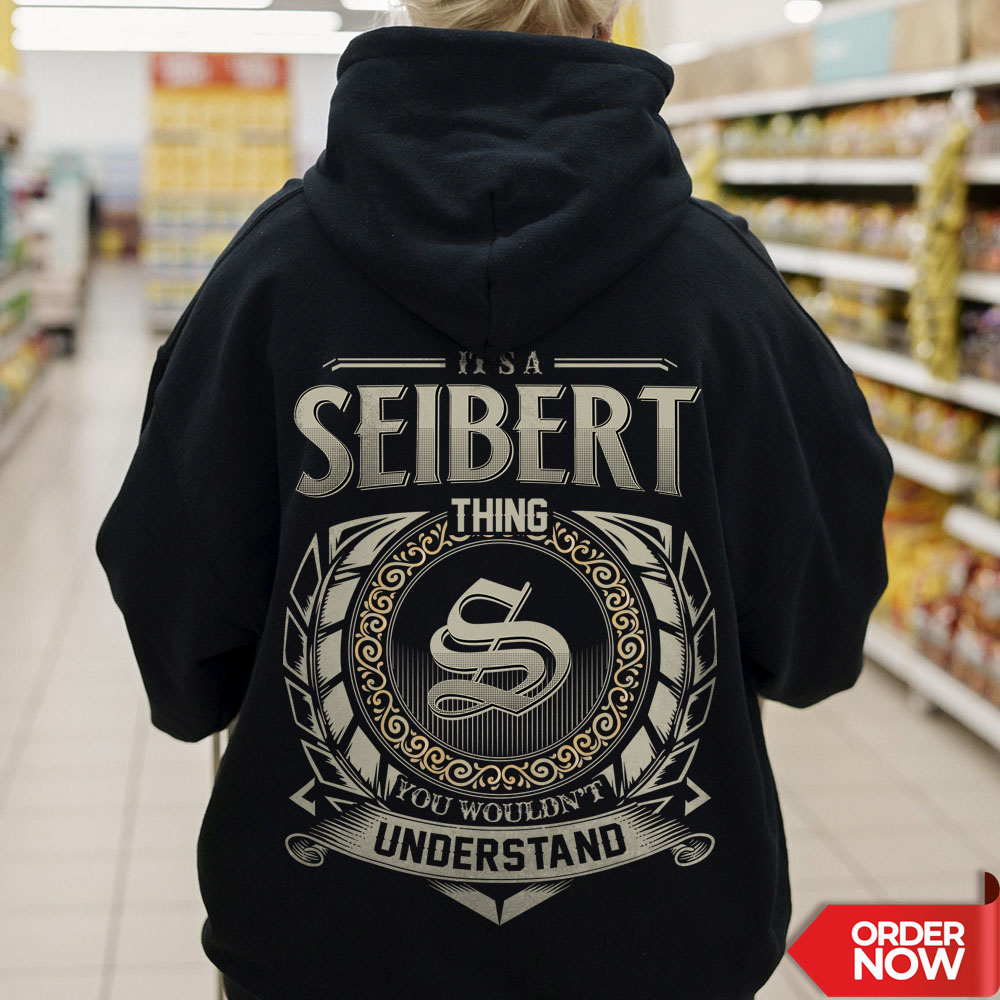 IT'S A
SEIBERT
THING
S
YOU WOULDN'T
UNDERSTAND
ORDER
NOW